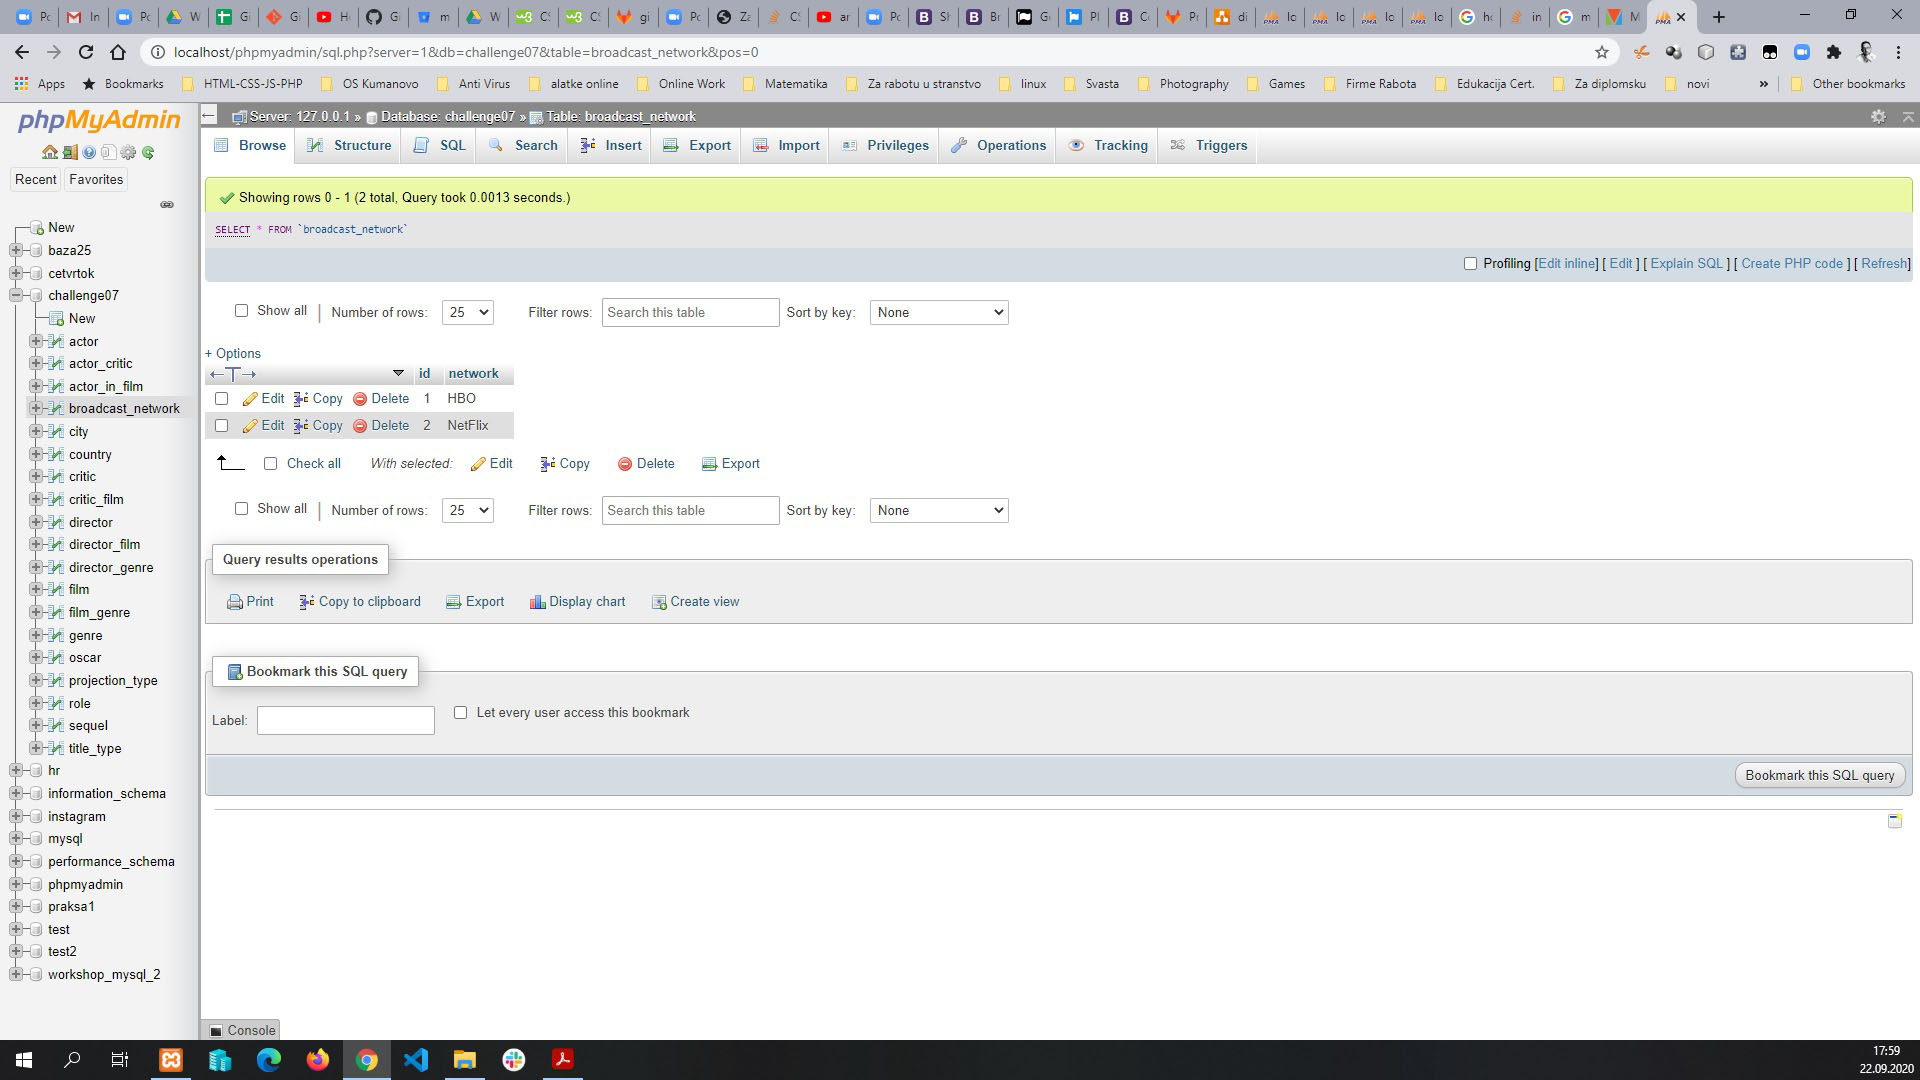 Pc In Pc W Gi Gi Hi Gi m W CS CS gi Pc Za CS ar Pc Sh Br Ge Pl Co Pr di lo lo lo lo ho in m M
localhost/phpmyadmin/sql.php?server=1&db=challenge07&table=broadcast_network&pos=0
Apps Bookmarks HTML-CSS-JS-PHP OS Kumanovo Anti Virus alatke online Online Work Matematika Za rabotu u stranstvo linux Svasta Photography Games Firme Rabota Edukacija Cert. Za diplomsku novi » Other bookmarks
phpMyAdmin
Server: 127.0.0.1 » Database: challenge07 » Table: broadcast_network
Browse Structure SQL Search Insert Export Import Privileges Operations Tracking Triggers
Recent Favorites
New
baza25
cetvrtok
challenge07
New
actor
actor_critic
actor_in_film
broadcast_network
city
country
critic
critic_film
director
director_film
director_genre
film
film_genre
genre
oscar
projection_type
role
sequel
title_type
hr
information_schema
instagram
mysql
performance_schema
phpmyadmin
praksa1
test
test2
workshop_mysql_2
Showing rows 0 - 1 (2 total, Query took 0.0013 seconds.)
SELECT * FROM `broadcast_network`
Profiling [Edit inline] [ Edit ] [ Explain SQL ] [ Create PHP code ] [ Refresh]
Show all | Number of rows: 25 Filter rows: Search this table Sort by key: None
+ Options
←T→ id network
Edit Copy Delete 1 HBO
Edit Copy Delete 2 NetFlix
Check all With selected: Edit Copy Delete Export
Show all | Number of rows: 25 Filter rows: Search this table Sort by key: None
Query results operations
Print Copy to clipboard Export Display chart Create view
Bookmark this SQL query
Label: Let every user access this bookmark
Bookmark this SQL query
Console
17:59
22.09.2020